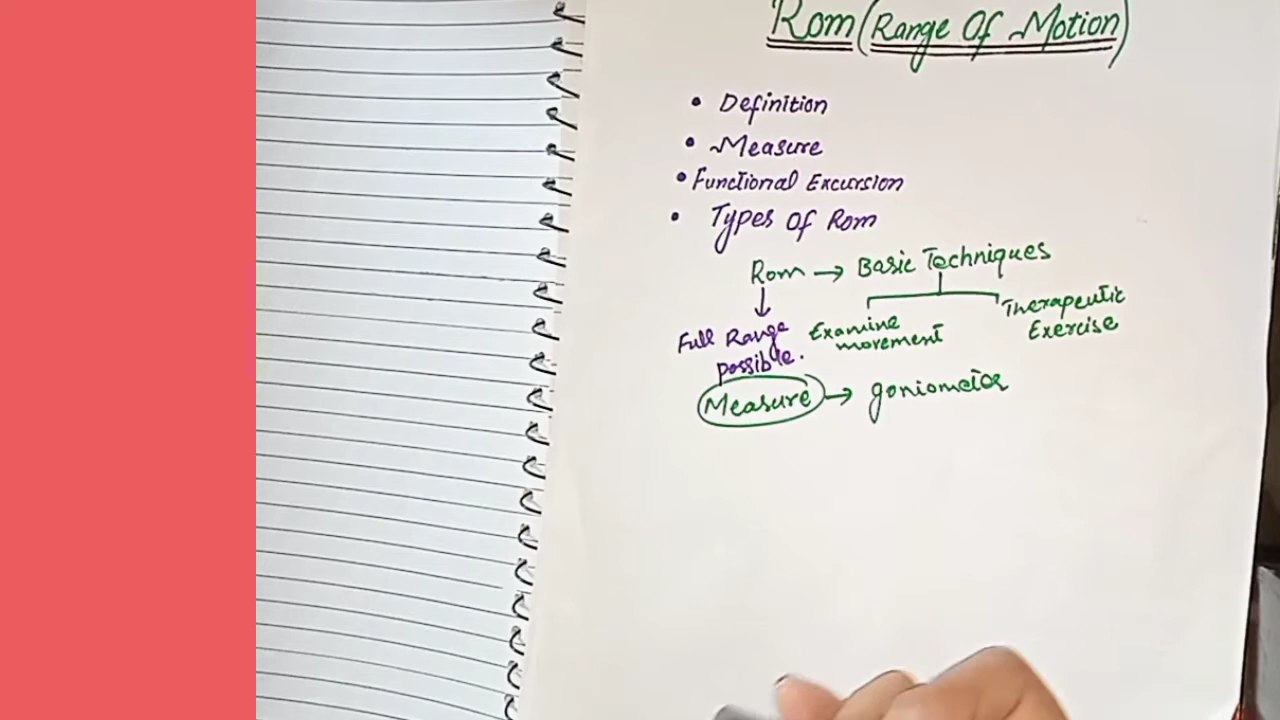 Rom (Range Of Motion)
• Definition
• Measure
• Functional Excursion
• Types Of Rom
Rom → Basic Techniques
↓
Full Range possible.
Examine movement
Therapeutic Exercise
Measure → goniometer